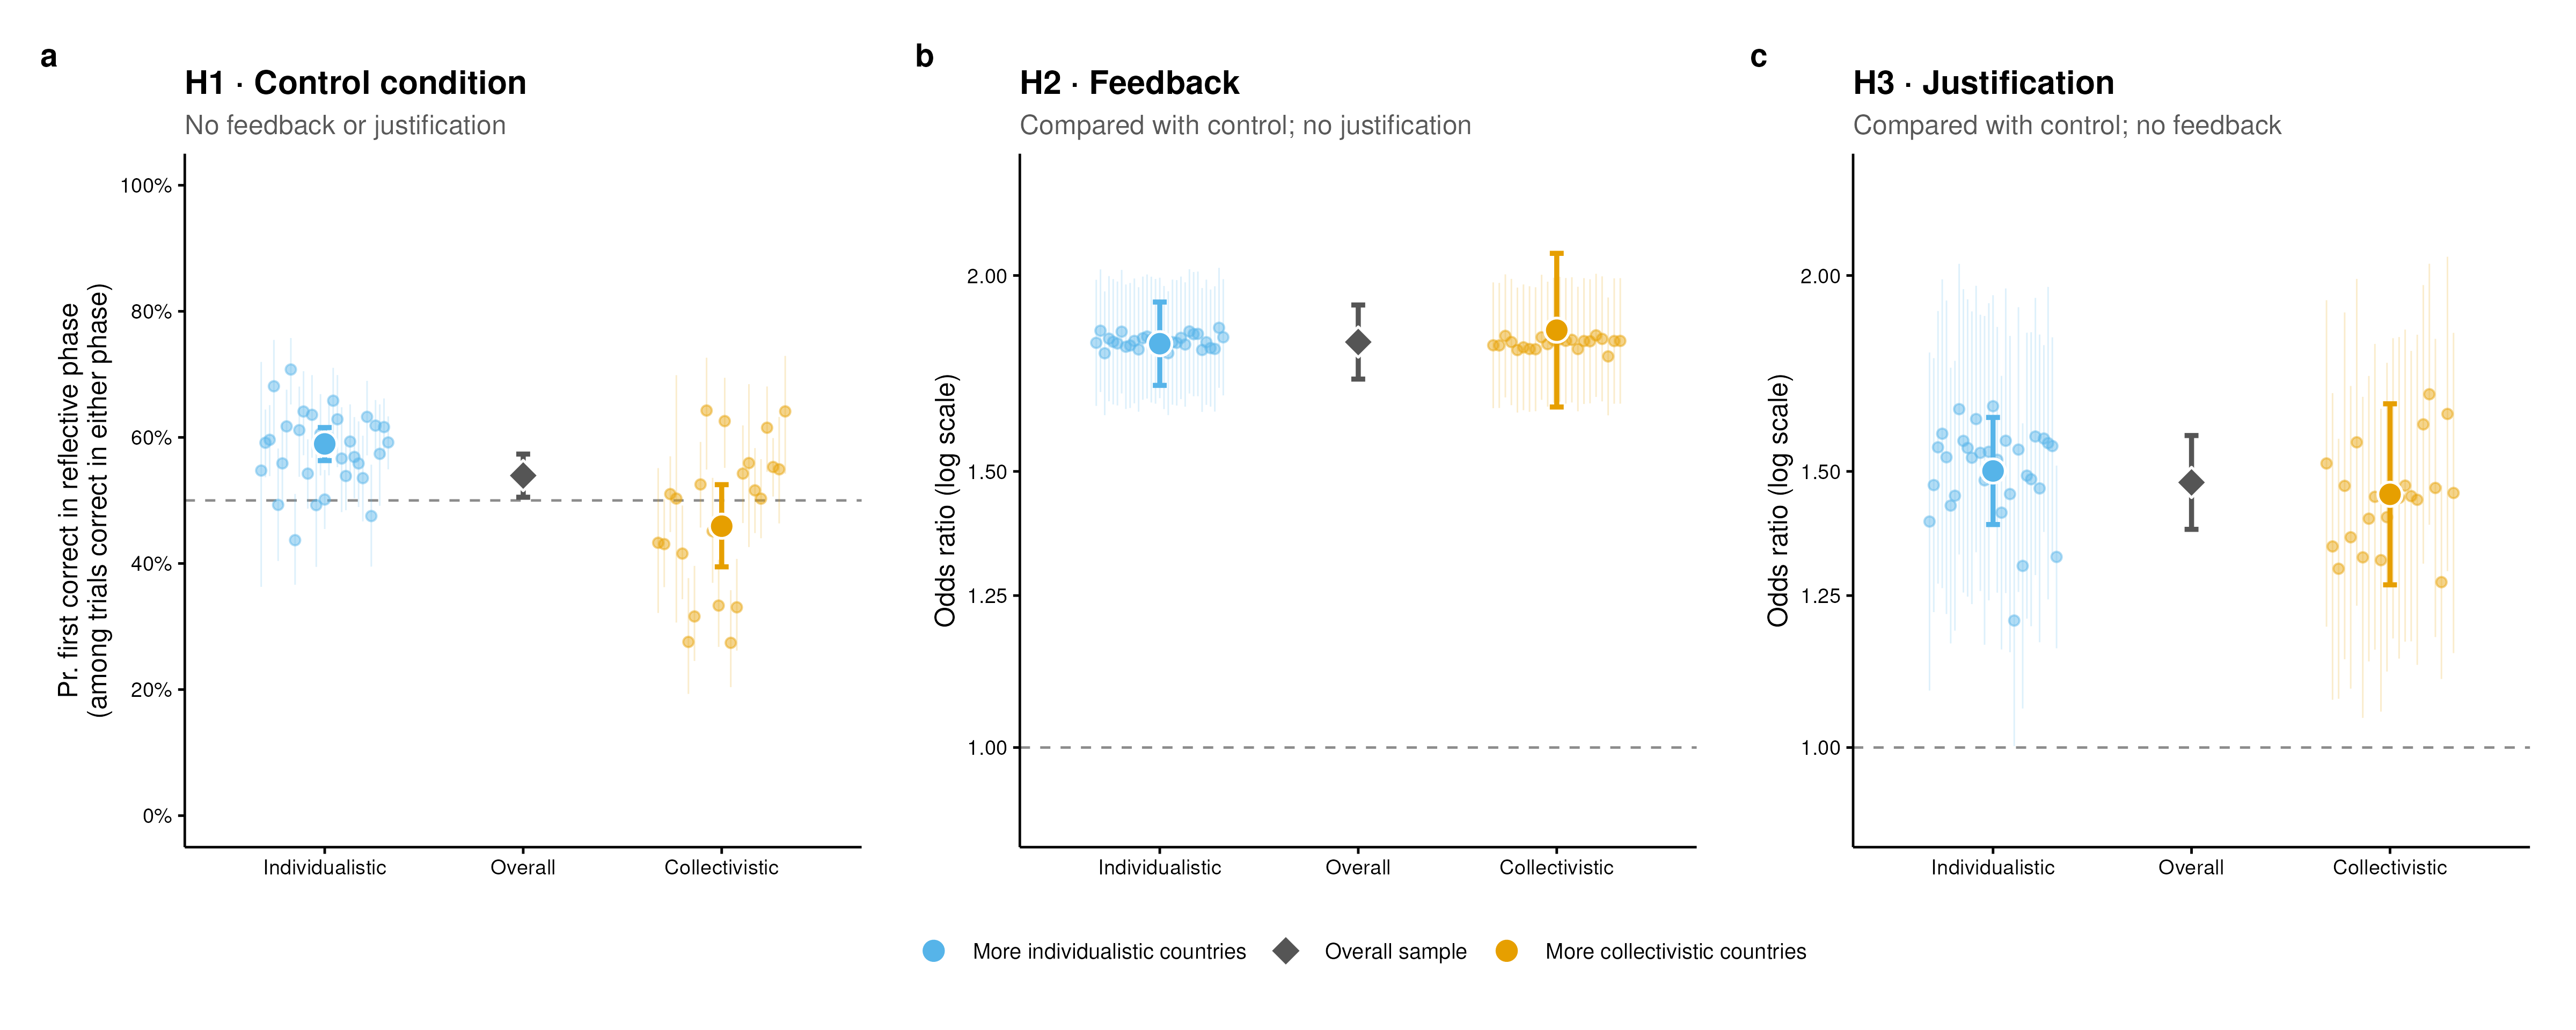 a
H1 · Control condition
No feedback or justification
Pr. first correct in reflective phase
(among trials correct in either phase)
100%
80%
60%
40%
20%
0%
Individualistic
Overall
Collectivistic
b
H2 · Feedback
Compared with control; no justification
Odds ratio (log scale)
2.00
1.50
1.25
1.00
Individualistic
Overall
Collectivistic
c
H3 · Justification
Compared with control; no feedback
Odds ratio (log scale)
2.00
1.50
1.25
1.00
Individualistic
Overall
Collectivistic
More individualistic countries
Overall sample
More collectivistic countries